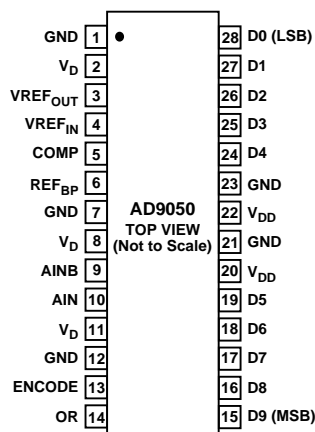 GND 1 28 D0 (LSB)
VD 2 27 D1
VREFOUT 3 26 D2
VREFIN 4 25 D3
COMP 5 24 D4
REFBP 6 23 GND
GND 7 AD9050 22 VDD
VD 8 TOP VIEW (Not to Scale) 21 GND
AINB 9 20 VDD
AIN 10 19 D5
VD 11 18 D6
GND 12 17 D7
ENCODE 13 16 D8
OR 14 15 D9 (MSB)